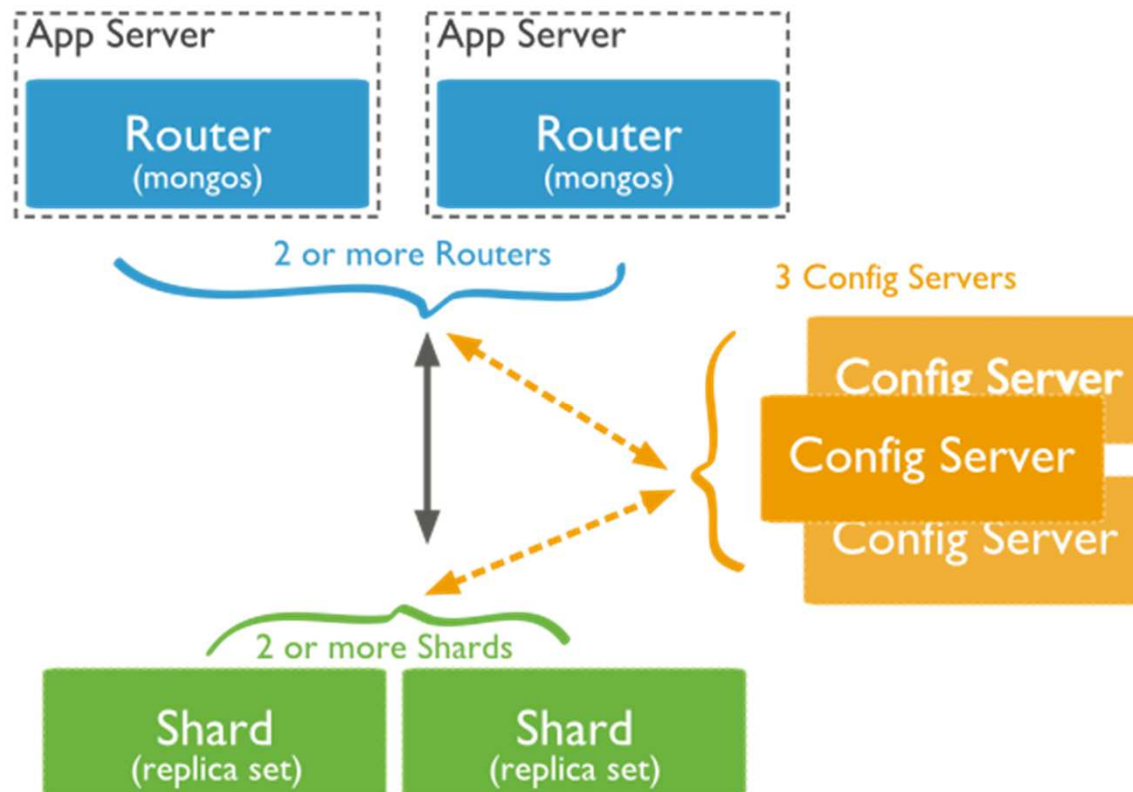 App Server
App Server
Router
(mongos)
Router
(mongos)
2 or more Routers
3 Config Servers
Config Server
Config Server
Config Server
2 or more Shards
Shard
(replica set)
Shard
(replica set)